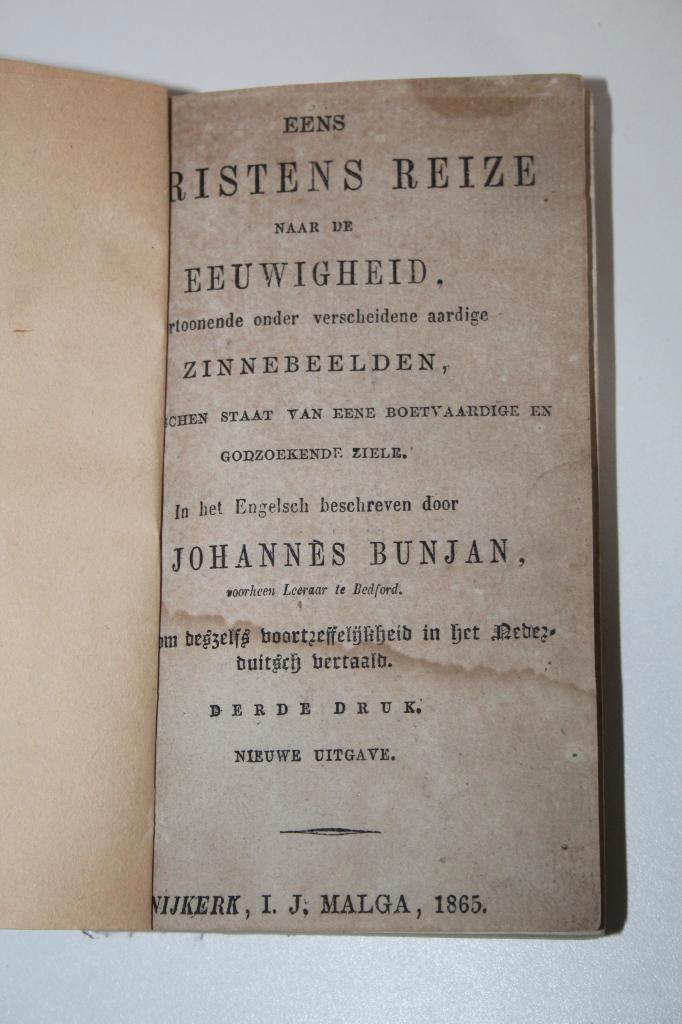 EENS
RISTENS REIZE
NAAR DE
EEUWIGHEID,
rtoonende onder verscheidene aardige
ZINNEBEELDEN,
SCHEN STAAT VAN EENE BOETVAARDIGE EN
GODZOEKENDE ZIELE.
In het Engelsch beschreven door
JOHANNES BUNJAN,
voorheen Leeraar te Bedford.
om deszelfs voortzeffelijkheid in het Neder-
duitsch vertaald.
DERDE DRUK.
NIEUWE UITGAVE.
NIJKERK, I. J. MALGA, 1865.